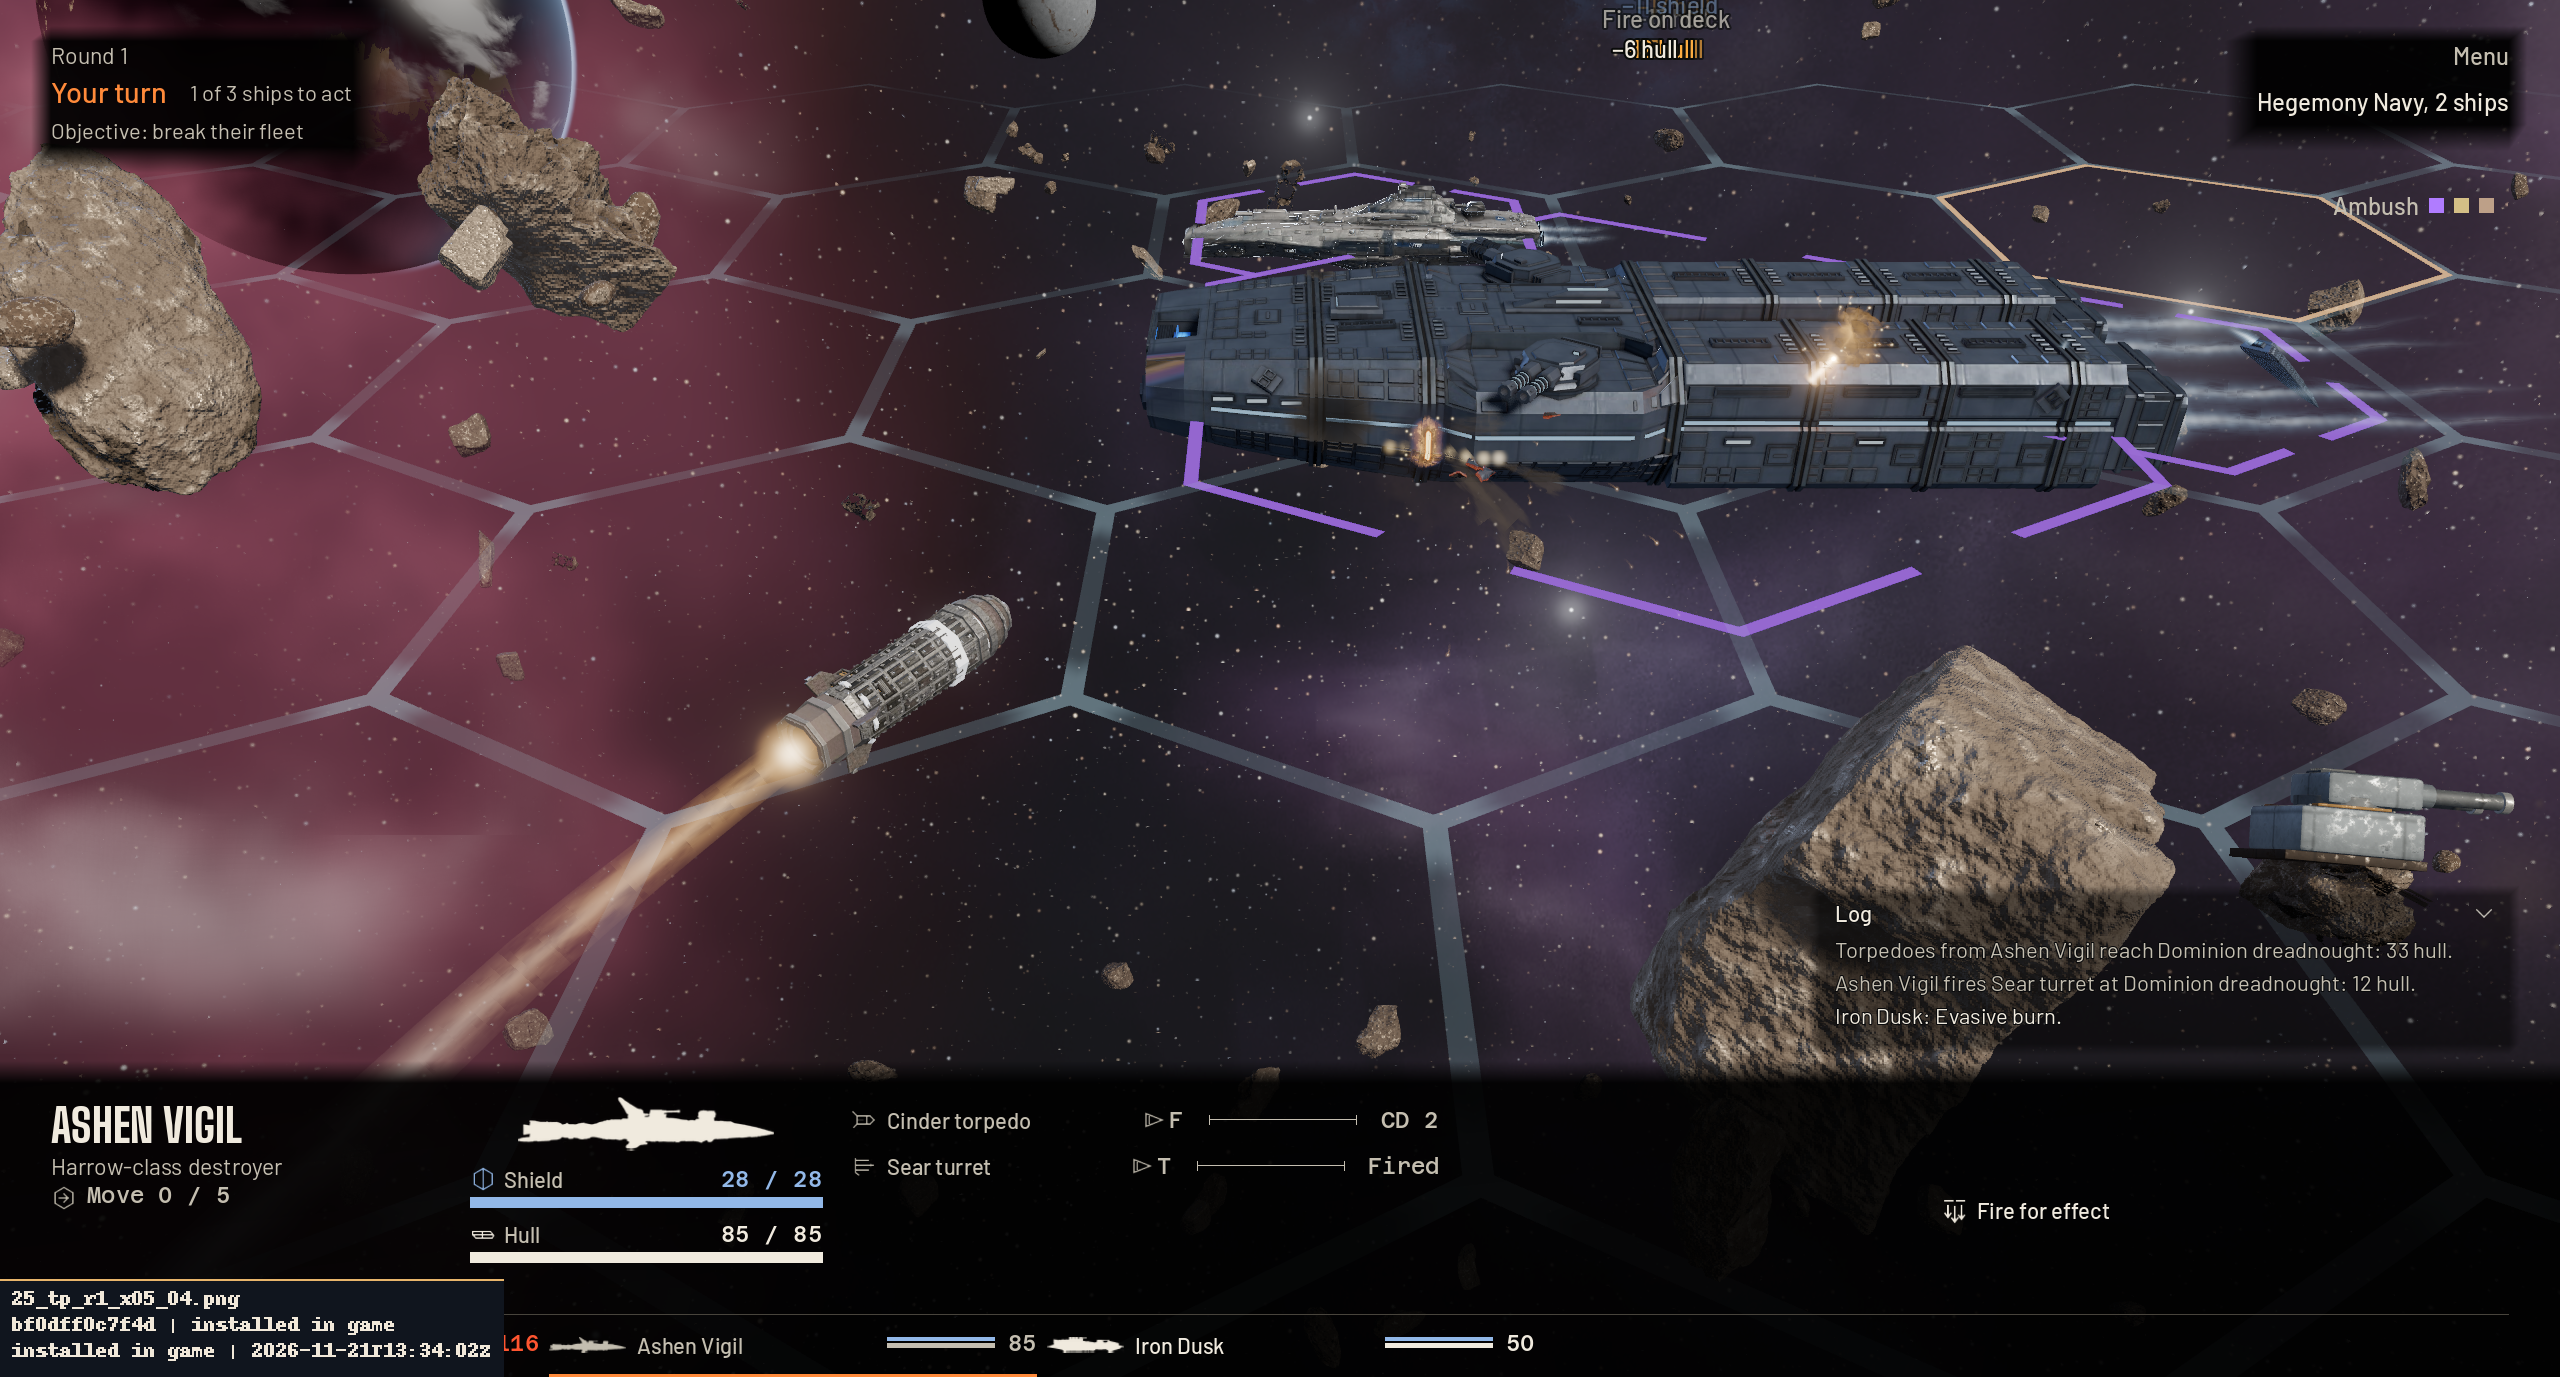 Round 1
Your turn 1 of 3 ships to act
Objective: break their fleet
Fire on deck
Menu
Hegemony Navy, 2 ships
Ambush
Log
Torpedoes from Ashen Vigil reach Dominion dreadnought: 33 hull.
Ashen Vigil fires Sear turret at Dominion dreadnought: 12 hull.
Iron Dusk: Evasive burn.
ASHEN VIGIL
Harrow-class destroyer
Move 0 / 5
Shield 28 / 28
Hull 85 / 85
Cinder torpedo F CD 2
Sear turret T Fired
Fire for effect
116 Ashen Vigil 85 Iron Dusk 50
25_tp_r1_x05_04.png
bf0dff0c7f4d | installed in game
installed in game | 2026-11-21T13:34:02Z